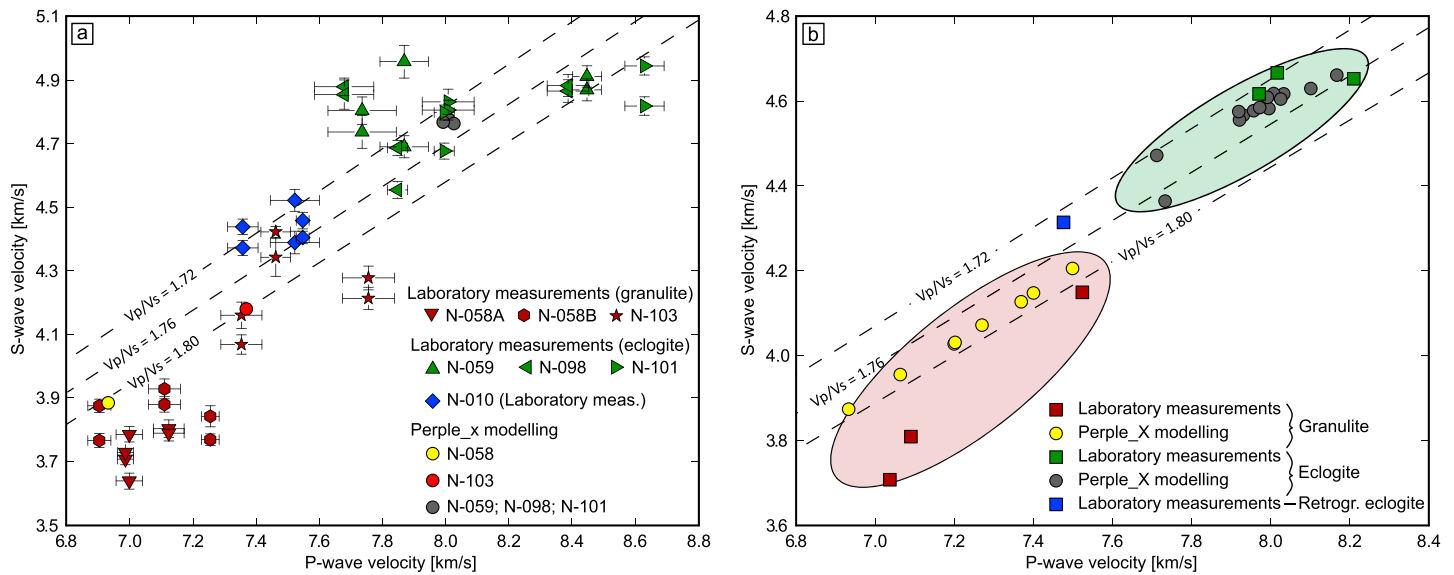 a
5.1
4.9
4.7
4.5
4.3
4.1
3.9
3.7
3.5
S-wave velocity [km/s]
Vp/Vs = 1.72
Vp/Vs = 1.76
Vp/Vs = 1.80
Laboratory measurements (granulite)
N-058A N-058B N-103
Laboratory measurements (eclogite)
N-059 N-098 N-101
N-010 (Laboratory meas.)
Perple_x modelling
N-058
N-103
N-059; N-098; N-101
6.8 7.0 7.2 7.4 7.6 7.8 8.0 8.2 8.4 8.6 8.8
P-wave velocity [km/s]
b
4.8
4.6
4.4
4.2
4.0
3.8
3.6
S-wave velocity [km/s]
Vp/Vs = 1.80
Vp/Vs = 1.72
Vp/Vs = 1.76
Laboratory measurements
Perple_X modelling
Granulite
Laboratory measurements
Perple_X modelling
Eclogite
Laboratory measurements Retrogr. eclogite
6.8 7.0 7.2 7.4 7.6 7.8 8.0 8.2 8.4
P-wave velocity [km/s]